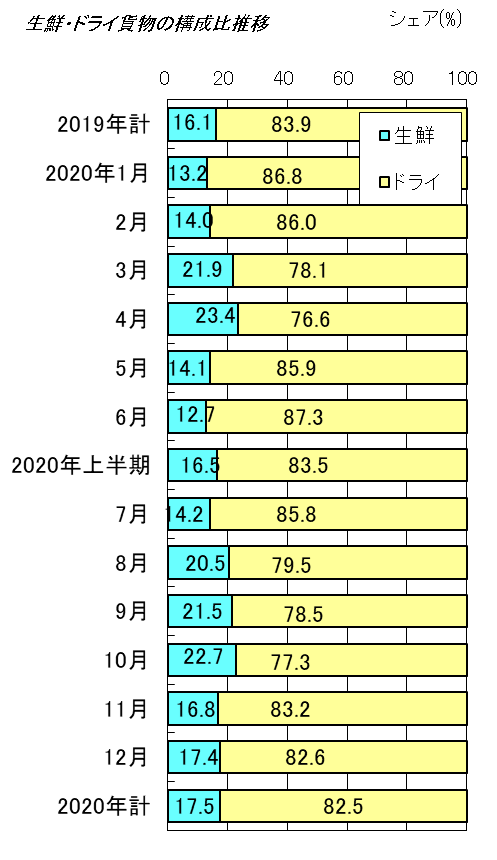 生鮮・ドライ貨物の構成比推移
シェア(%)
0 20 40 60 80 100
2019年計 16.1 83.9
生鮮
2020年1月 13.2 86.8
ドライ
2月 14.0 86.0
3月 21.9 78.1
4月 23.4 76.6
5月 14.1 85.9
6月 12.7 87.3
2020年上半期 16.5 83.5
7月 14.2 85.8
8月 20.5 79.5
9月 21.5 78.5
10月 22.7 77.3
11月 16.8 83.2
12月 17.4 82.6
2020年計 17.5 82.5